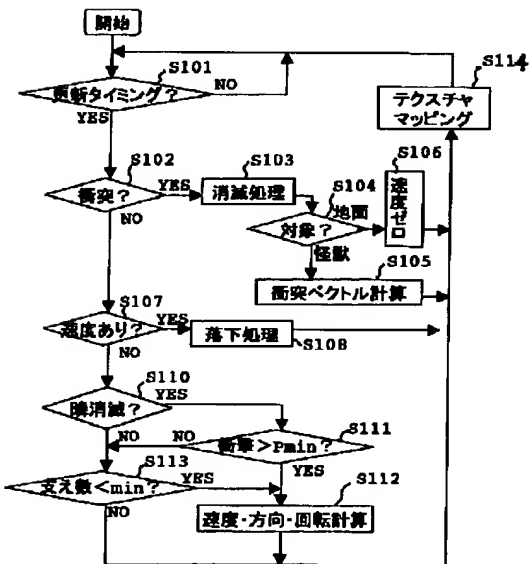 開始
S101
更新タイミング?
NO
YES
S114
テクスチャ
マッピング
S102
衝突?
YES
NO
S103
消滅処理
S104
対象?
地面
怪獣
S106
速度ゼロ
S105
衝突ベクトル計算
S107
速度あり?
YES
NO
落下処理
S108
S110
隣消滅?
YES
NO
S111
衝撃>Pmin?
NO
YES
S113
支え数<min?
YES
NO
S112
速度・方向・回転計算